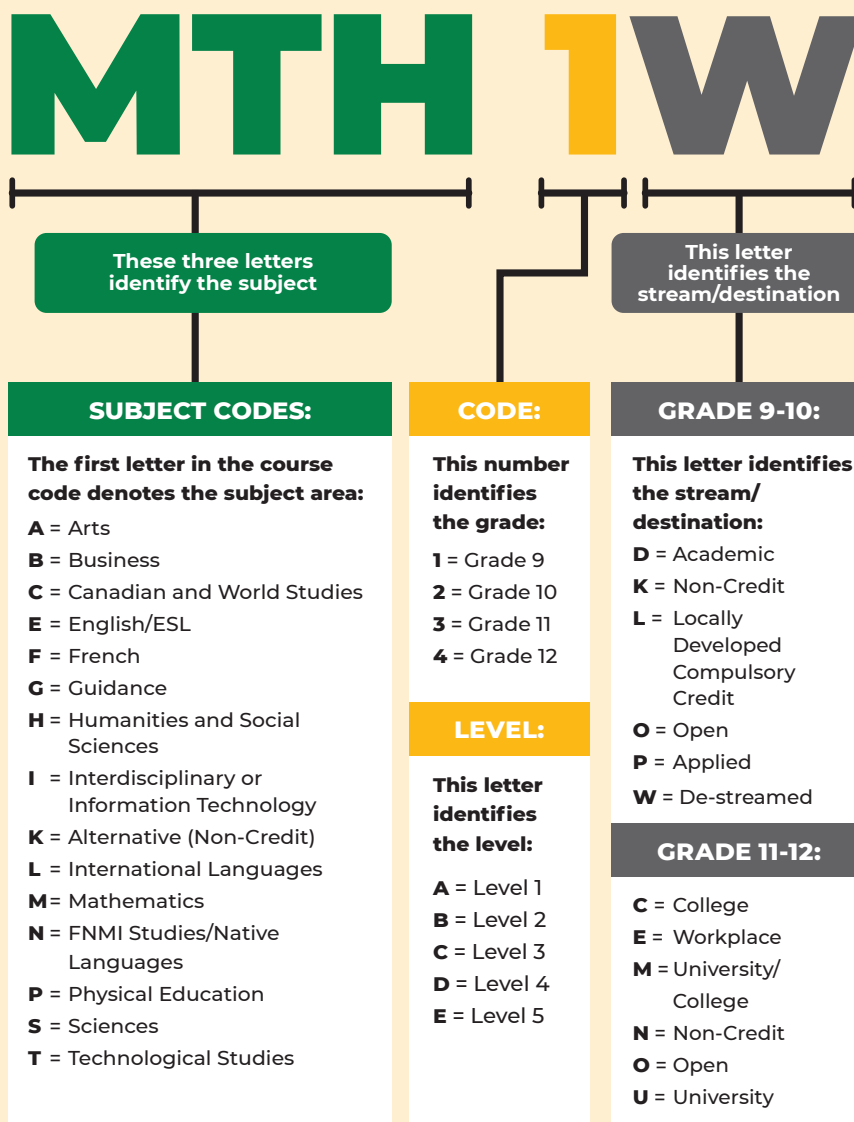 MTH 1W
These three letters
identify the subject
This letter
identifies the
stream/destination
SUBJECT CODES:
The first letter in the course
code denotes the subject area:
A = Arts
B = Business
C = Canadian and World Studies
E = English/ESL
F = French
G = Guidance
H = Humanities and Social
Sciences
I = Interdisciplinary or
Information Technology
K = Alternative (Non-Credit)
L = International Languages
M= Mathematics
N = FNMI Studies/Native
Languages
P = Physical Education
S = Sciences
T = Technological Studies
CODE:
This number
identifies
the grade:
1 = Grade 9
2 = Grade 10
3 = Grade 11
4 = Grade 12
LEVEL:
This letter
identifies
the level:
A = Level 1
B = Level 2
C = Level 3
D = Level 4
E = Level 5
GRADE 9-10:
This letter identifies
the stream/
destination:
D = Academic
K = Non-Credit
L = Locally
Developed
Compulsory
Credit
O = Open
P = Applied
W = De-streamed
GRADE 11-12:
C = College
E = Workplace
M = University/
College
N = Non-Credit
O = Open
U = University